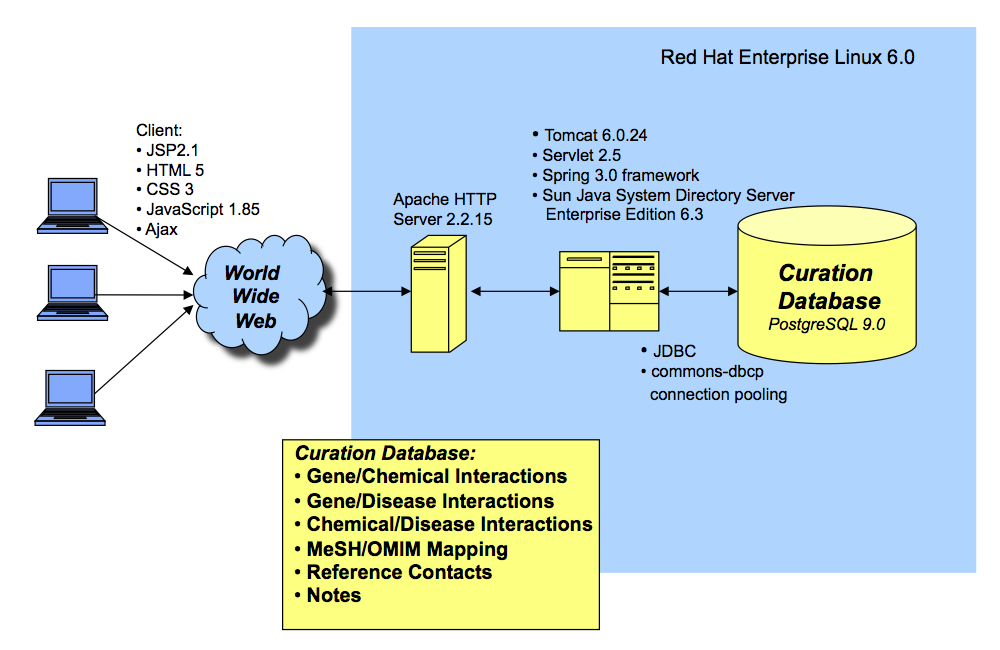 Red Hat Enterprise Linux 6.0
Client:
• JSP2.1
• HTML 5
• CSS 3
• JavaScript 1.85
• Ajax
World
Wide
Web
Apache HTTP
Server 2.2.15
• Tomcat 6.0.24
• Servlet 2.5
• Spring 3.0 framework
• Sun Java System Directory Server
Enterprise Edition 6.3
Curation
Database
PostgreSQL 9.0
• JDBC
• commons-dbcp
connection pooling
Curation Database:
• Gene/Chemical Interactions
• Gene/Disease Interactions
• Chemical/Disease Interactions
• MeSH/OMIM Mapping
• Reference Contacts
• Notes